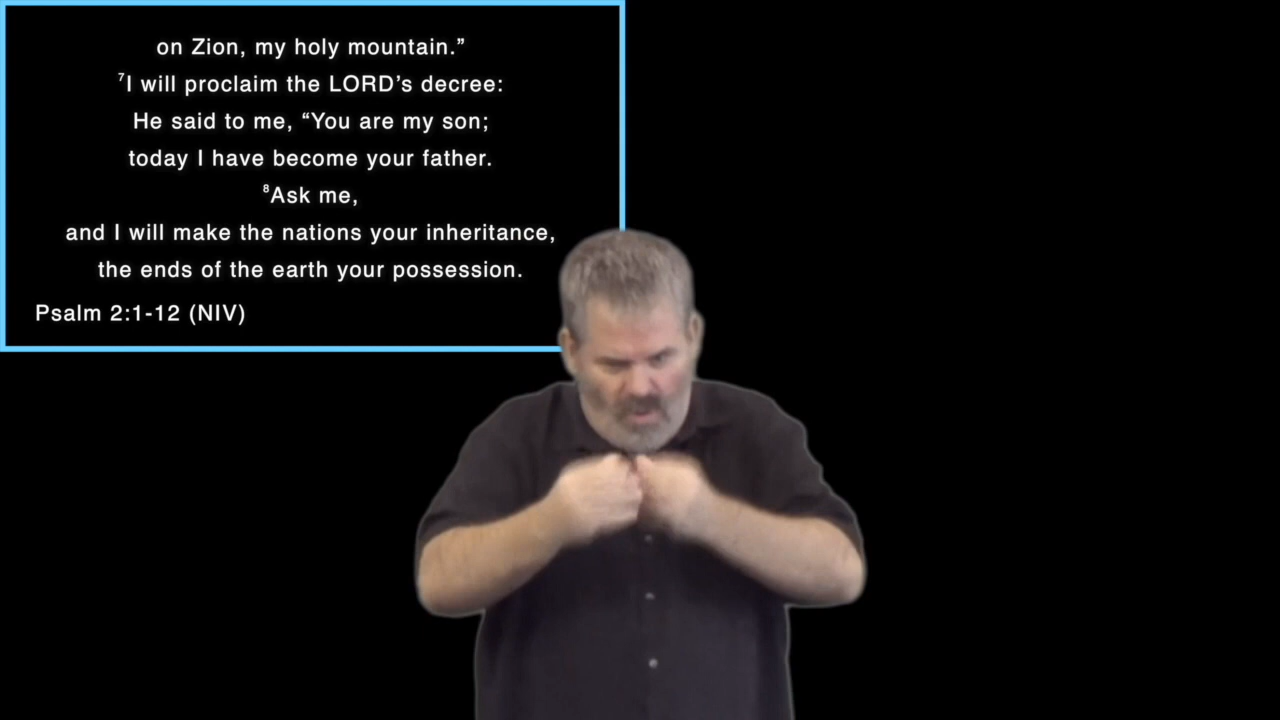 on Zion, my holy mountain.”
⁷I will proclaim the LORD’s decree:
He said to me, “You are my son;
today I have become your father.
⁸Ask me,
and I will make the nations your inheritance,
the ends of the earth your possession.
Psalm 2:1-12 (NIV)